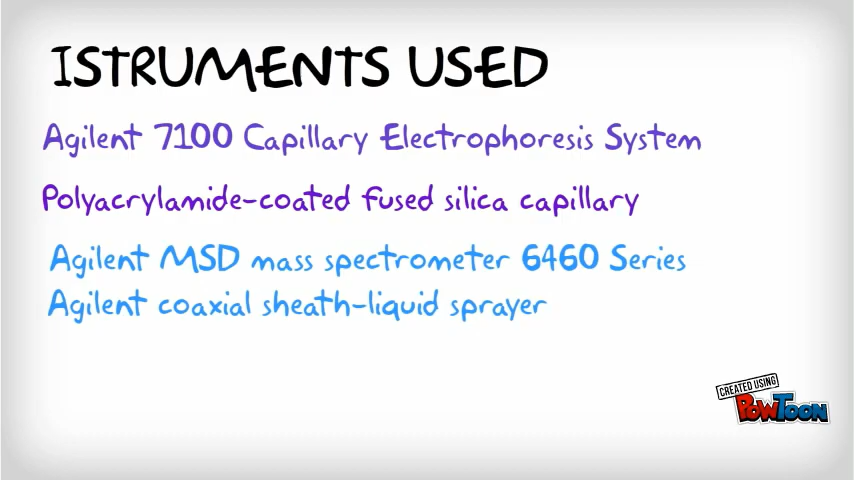 ISTRUMENTS USED
Agilent 7100 Capillary Electrophoresis System
Polyacrylamide-coated fused silica capillary
Agilent MSD mass spectrometer 6460 Series
Agilent coaxial sheath-liquid sprayer
CREATED USING
POWTOON